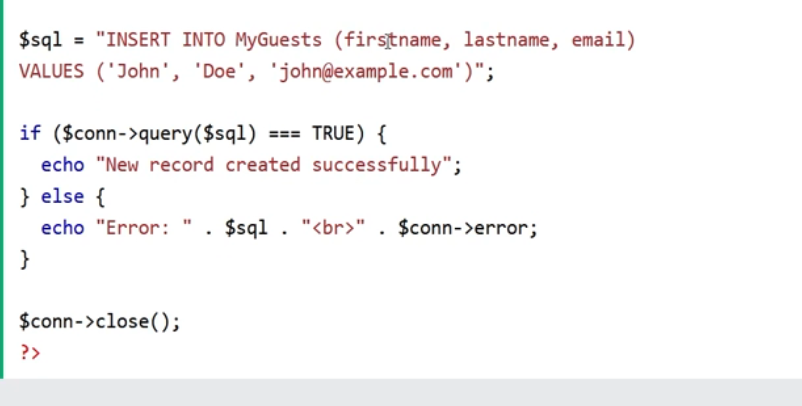 $sql = "INSERT INTO MyGuests (firstname, lastname, email)
VALUES ('John', 'Doe', 'john@example.com')";
if ($conn->query($sql) === TRUE) {
echo "New record created successfully";
} else {
echo "Error: " . $sql . "<br>" . $conn->error;
}
$conn->close();
?>